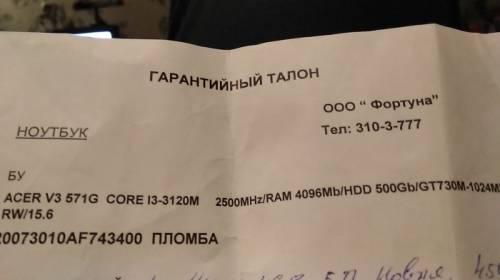 ГАРАНТИЙНЫЙ ТАЛОН
ООО " Фортуна"
Тел: 310-3-777
НОУТБУК
БУ
ACER V3 571G CORE I3-3120M 2500MHz/RAM 4096Mb/HDD 500Gb/GT730M-1024M
RW/15.6
20073010AF743400 ПЛОМБА